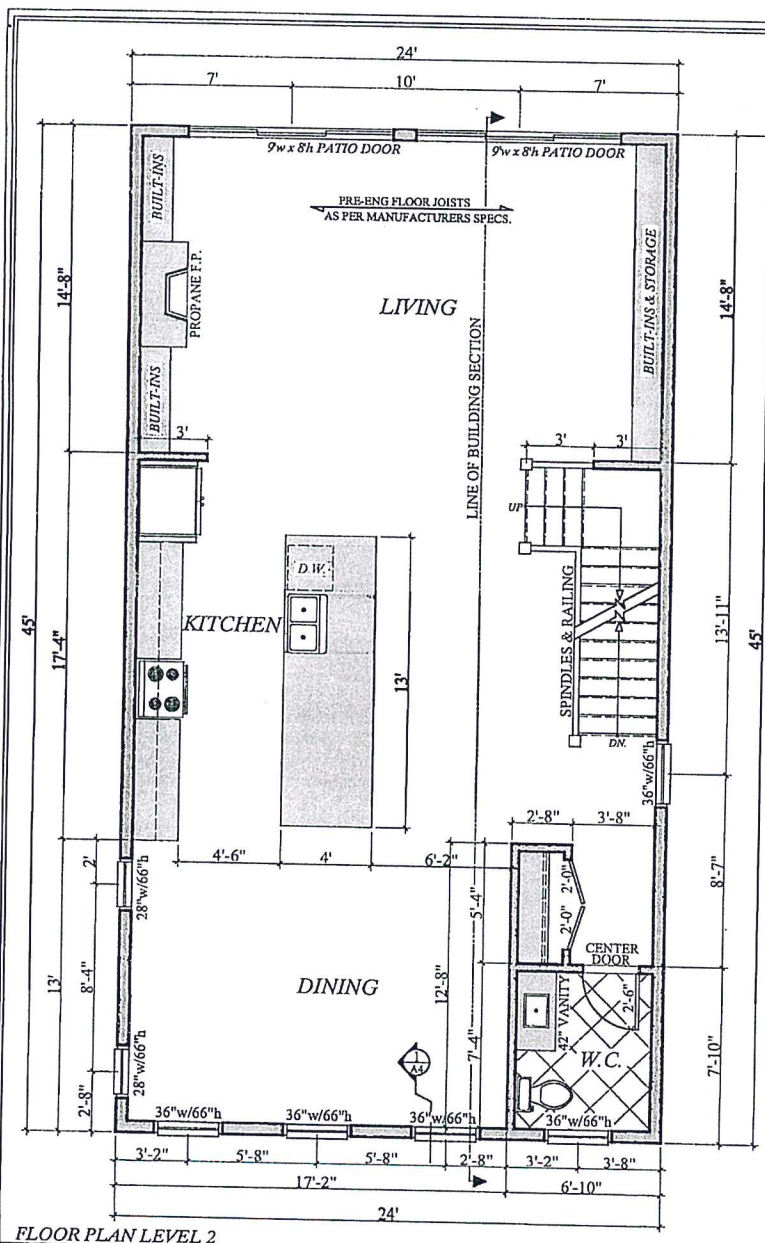 24'
7'
10'
7'
9'w x 8'h PATIO DOOR
9'w x 8'h PATIO DOOR
BUILT-INS
PRE-ENG FLOOR JOISTS
AS PER MANUFACTURERS SPECS.
PROPANE F.P.
14'-8"
LIVING
BUILT-INS & STORAGE
14'-8"
BUILT-INS
3'
LINE OF BUILDING SECTION
3'
3'
UP
D.W.
KITCHEN
SPINDLES & RAILING
13'-11"
45'
17'-4"
13'
45'
DN.
36"w/66"h
2'-8"
3'-8"
2'
4'-6"
4'
6'-2"
28"w/66"h
5'-4"
2'-0"
2'-0"
8'-7"
CENTER
DOOR
13'
8'-4"
DINING
12'-8"
42" VANITY
2'-6"
1
A4
7'-4"
W.C.
7'-10"
28"w/66"h
2'-8"
36"w/66"h
36"w/66"h
36"w/66"h
36"w/66"h
3'-2"
5'-8"
5'-8"
2'-8"
3'-2"
3'-8"
17'-2"
6'-10"
24'
FLOOR PLAN LEVEL 2